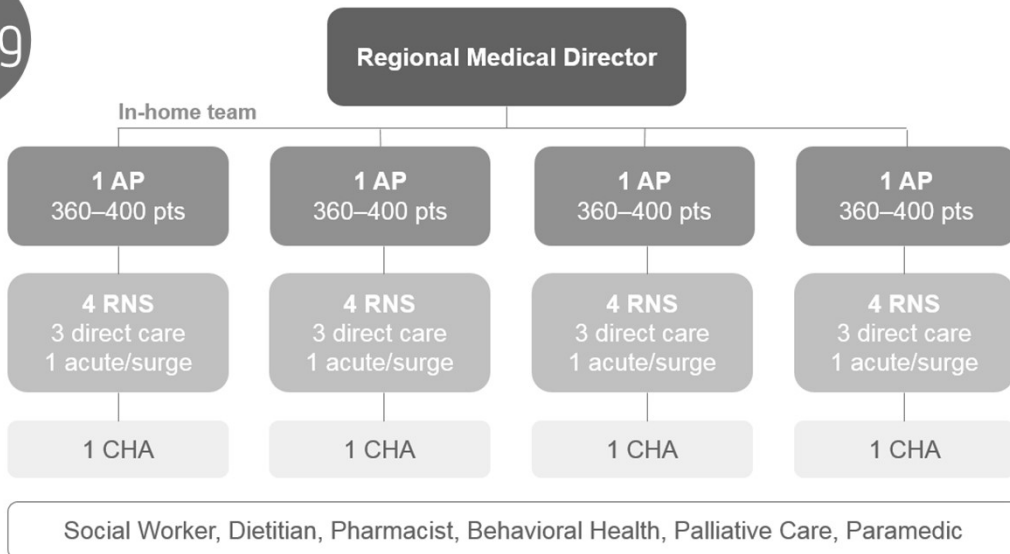 9
Regional Medical Director
In-home team
1 AP
360–400 pts
1 AP
360–400 pts
1 AP
360–400 pts
1 AP
360–400 pts
4 RNS
3 direct care
1 acute/surge
4 RNS
3 direct care
1 acute/surge
4 RNS
3 direct care
1 acute/surge
4 RNS
3 direct care
1 acute/surge
1 CHA
1 CHA
1 CHA
1 CHA
Social Worker, Dietitian, Pharmacist, Behavioral Health, Palliative Care, Paramedic